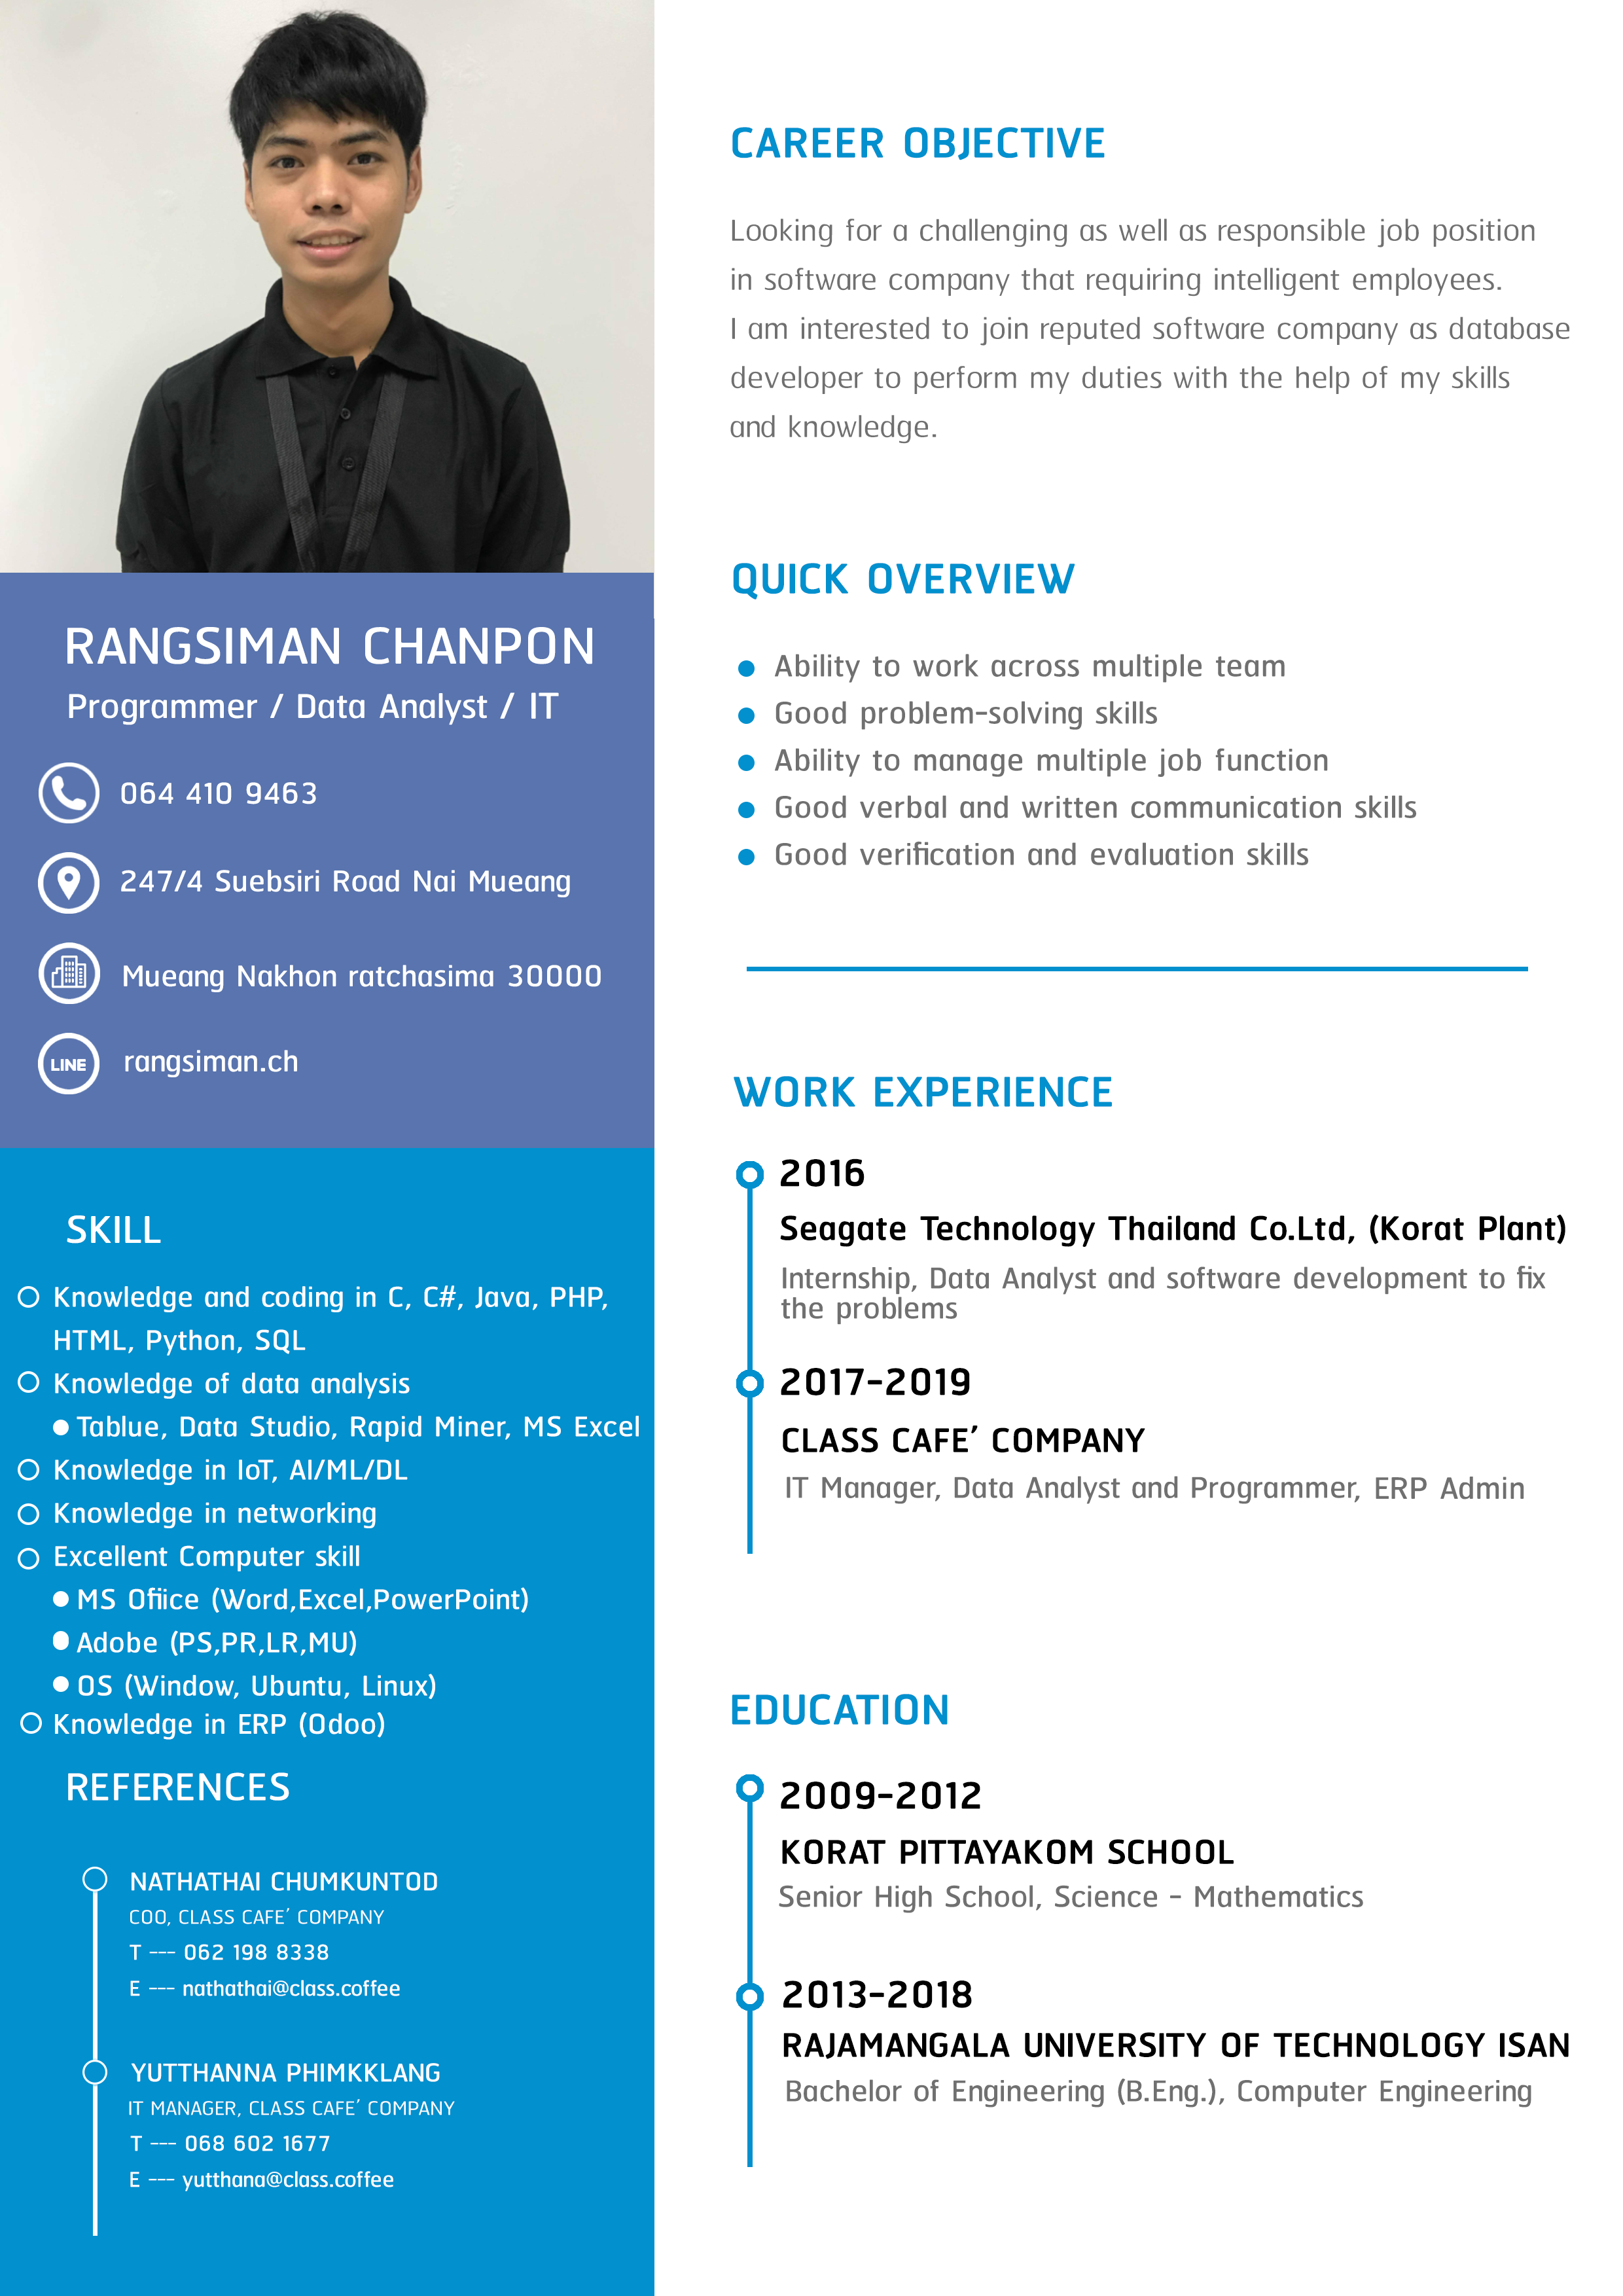 RANGSIMAN CHANPON
Programmer / Data Analyst / IT
064 410 9463
247/4 Suebsiri Road Nai Mueang
Mueang Nakhon ratchasima 30000
LINE rangsiman.ch
SKILL
Knowledge and coding in C, C#, Java, PHP,
HTML, Python, SQL
Knowledge of data analysis
Tablue, Data Studio, Rapid Miner, MS Excel
Knowledge in IoT, AI/ML/DL
Knowledge in networking
Excellent Computer skill
MS Ofiice (Word,Excel,PowerPoint)
Adobe (PS,PR,LR,MU)
OS (Window, Ubuntu, Linux)
Knowledge in ERP (Odoo)
REFERENCES
NATHATHAI CHUMKUNTOD
COO, CLASS CAFE’ COMPANY
T --- 062 198 8338
E --- nathathai@class.coffee
YUTTHANNA PHIMKKLANG
IT MANAGER, CLASS CAFE’ COMPANY
T --- 068 602 1677
E --- yutthana@class.coffee
CAREER OBJECTIVE
Looking for a challenging as well as responsible job position
in software company that requiring intelligent employees.
I am interested to join reputed software company as database
developer to perform my duties with the help of my skills
and knowledge.
QUICK OVERVIEW
Ability to work across multiple team
Good problem-solving skills
Ability to manage multiple job function
Good verbal and written communication skills
Good verification and evaluation skills
WORK EXPERIENCE
2016
Seagate Technology Thailand Co.Ltd, (Korat Plant)
Internship, Data Analyst and software development to fix
the problems
2017-2019
CLASS CAFE’ COMPANY
IT Manager, Data Analyst and Programmer, ERP Admin
EDUCATION
2009-2012
KORAT PITTAYAKOM SCHOOL
Senior High School, Science - Mathematics
2013-2018
RAJAMANGALA UNIVERSITY OF TECHNOLOGY ISAN
Bachelor of Engineering (B.Eng.), Computer Engineering